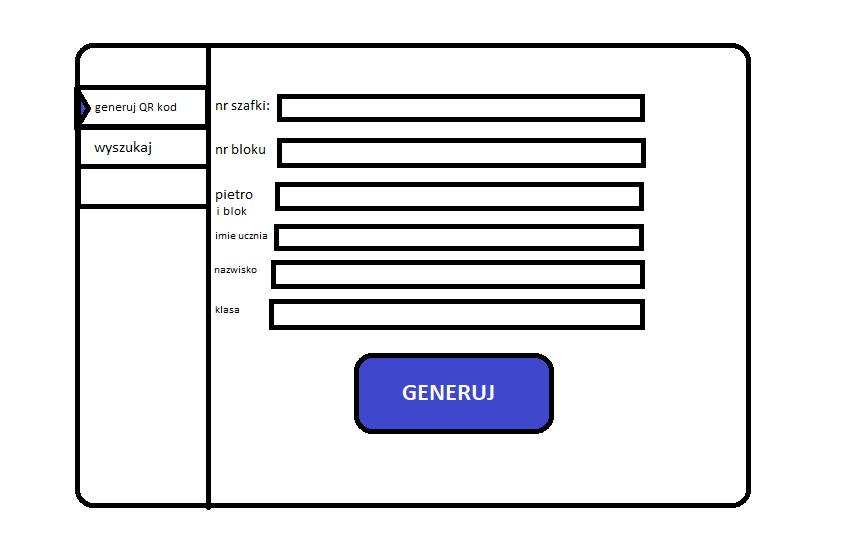 generuj QR kod
wyszukaj
nr szafki:
nr bloku
pietro
i blok
imie ucznia
nazwisko
klasa
GENERUJ